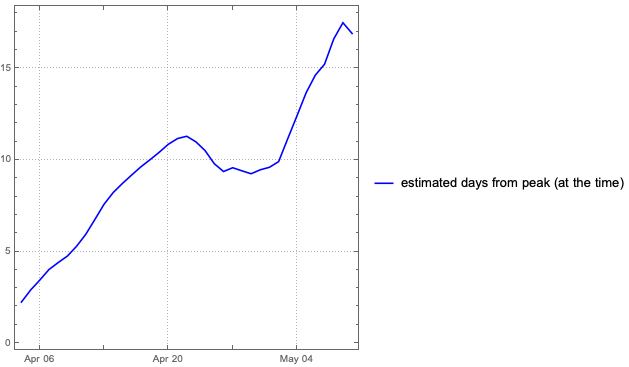 15
10
5
0
Apr 06
Apr 20
May 04
estimated days from peak (at the time)